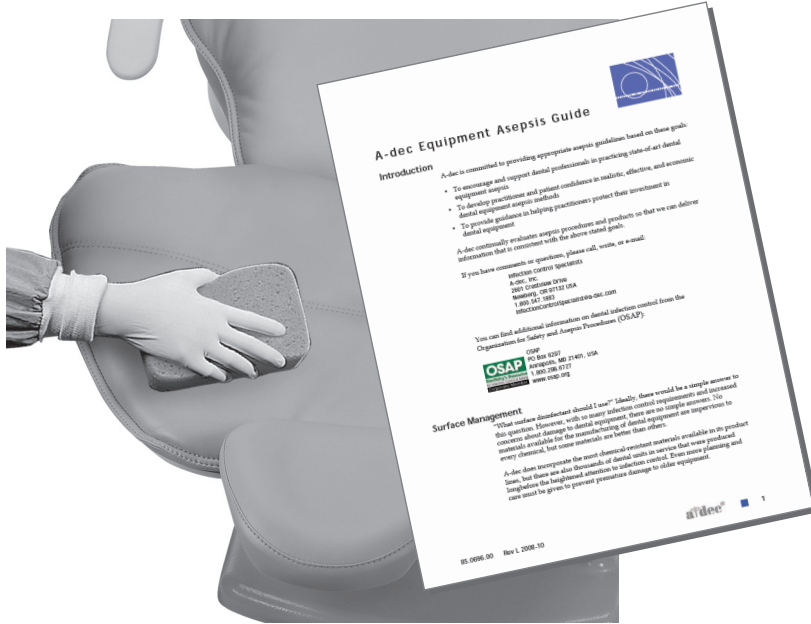 A-dec Equipment Asepsis Guide
Introduction
A-dec is committed to providing appropriate asepsis guidelines based on these goals:
• To encourage and support dental professionals in practicing state-of-art dental
equipment asepsis
• To develop practitioner and patient confidence in realistic, effective, and economic
dental equipment asepsis methods
• To provide guidance in helping practitioners protect their investment in
dental equipment
A-dec continually evaluates asepsis procedures and products so that we can deliver
information that is consistent with the above stated goals.
If you have comments or questions, please call, write, or e-mail:
Infection Control Specialists
A-dec, Inc.
2601 Crestview Drive
Newberg, OR 97132 USA
1.800.547.1883
infectioncontrolspecialist@a-dec.com
You can find additional information on dental infection control from the
Organization for Safety and Asepsis Procedures (OSAP):
OSAP
OSAP
PO Box 6297
Annapolis, MD 21401, USA
1.800.298.6727
www.osap.org
Surface Management
"What surface disinfectant should I use?" Ideally, there would be a simple answer to
this question. However, with so many infection control requirements and increased
concerns about damage to dental equipment, there are no simple answers. No
materials available for the manufacturing of dental equipment are impervious to
every chemical, but some materials are better than others.
A-dec does incorporate the most chemical-resistant materials available in its product
lines, but there are also thousands of dental units in service that were produced
longbefore the heightened attention to infection control. Even more planning and
care must be given to prevent premature damage to older equipment.
85.0696.00 Rev L 2008-10
a·dec®
1